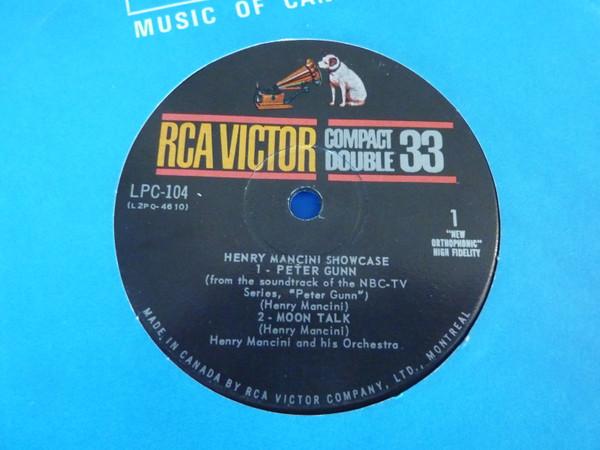 MUSIC OF CAN
RCA VICTOR COMPACT DOUBLE 33
LPC-104
(L2PQ-4610)
1
"NEW
ORTHOPHONIC"
HIGH FIDELITY
HENRY MANCINI SHOWCASE
1 - PETER GUNN
(from the soundtrack of the NBC-TV
Series, "Peter Gunn")
(Henry Mancini)
2 - MOON TALK
(Henry Mancini)
Henry Mancini and his Orchestra
MADE IN CANADA BY RCA VICTOR COMPANY, LTD., MONTREAL